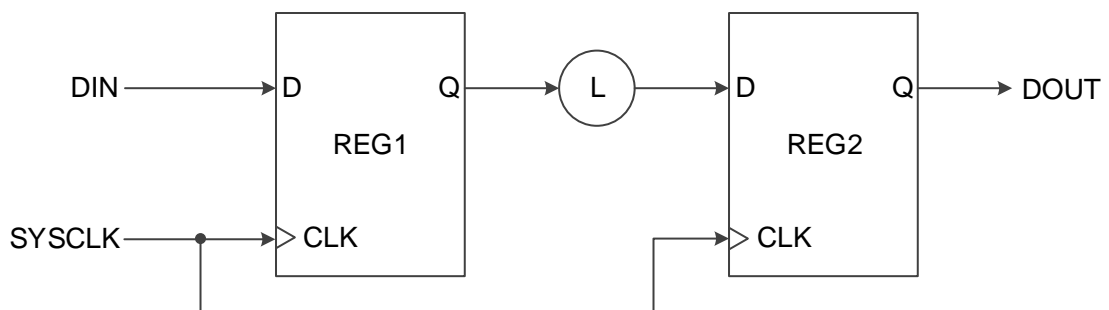 DIN D Q L D Q DOUT
REG1 REG2
SYSCLK CLK CLK